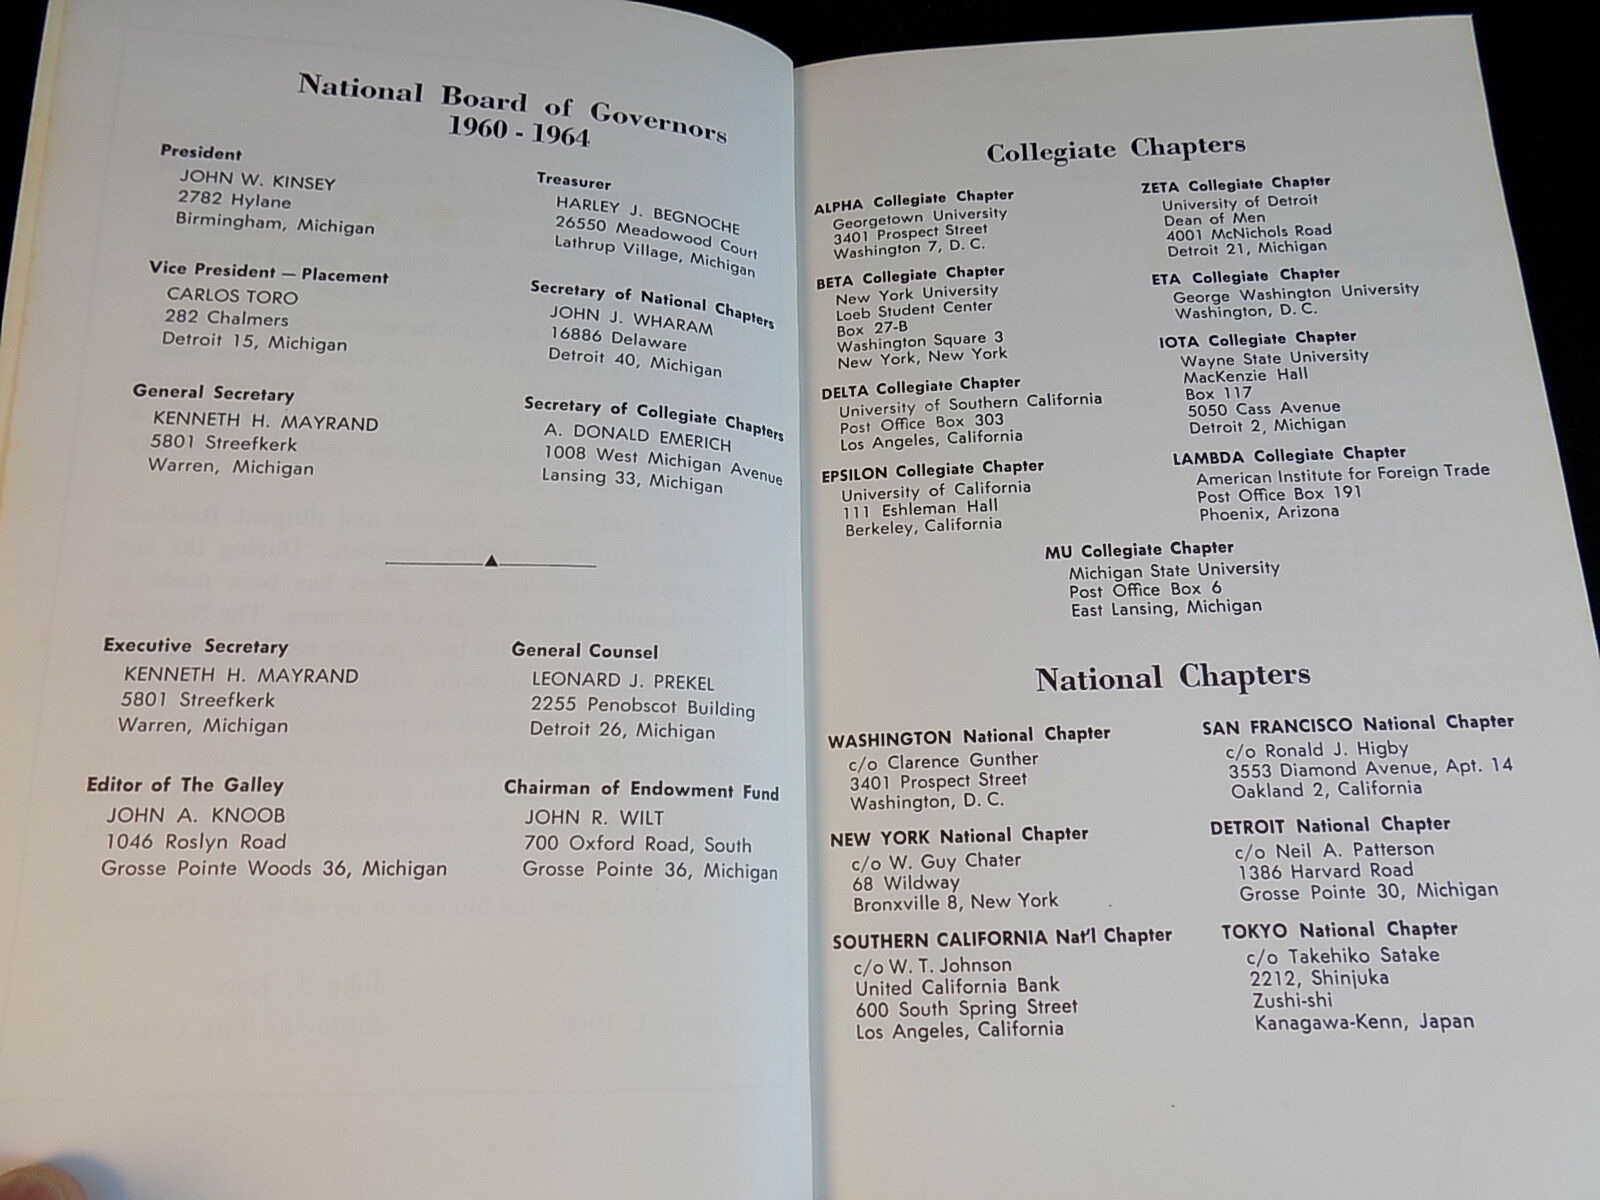 National Board of Governors
1960 - 1964
President
JOHN W. KINSEY
2782 Hylane
Birmingham, Michigan
Vice President — Placement
CARLOS TORO
282 Chalmers
Detroit 15, Michigan
General Secretary
KENNETH H. MAYRAND
5801 Streefkerk
Warren, Michigan
Treasurer
HARLEY J. BEGNOCHE
26550 Meadowood Court
Lathrup Village, Michigan
Secretary of National Chapters
JOHN J. WHARAM
16886 Delaware
Detroit 40, Michigan
Secretary of Collegiate Chapters
A. DONALD EMERICH
1008 West Michigan Avenue
Lansing 33, Michigan
Executive Secretary
KENNETH H. MAYRAND
5801 Streefkerk
Warren, Michigan
Editor of The Galley
JOHN A. KNOOB
1046 Roslyn Road
Grosse Pointe Woods 36, Michigan
General Counsel
LEONARD J. PREKEL
2255 Penobscot Building
Detroit 26, Michigan
Chairman of Endowment Fund
JOHN R. WILT
700 Oxford Road, South
Grosse Pointe 36, Michigan
Collegiate Chapters
ALPHA Collegiate Chapter
Georgetown University
3401 Prospect Street
Washington 7, D. C.
BETA Collegiate Chapter
New York University
Loeb Student Center
Box 27-B
Washington Square 3
New York, New York
DELTA Collegiate Chapter
University of Southern California
Post Office Box 303
Los Angeles, California
EPSILON Collegiate Chapter
University of California
111 Eshleman Hall
Berkeley, California
ZETA Collegiate Chapter
University of Detroit
Dean of Men
4001 McNichols Road
Detroit 21, Michigan
ETA Collegiate Chapter
George Washington University
Washington, D. C.
IOTA Collegiate Chapter
Wayne State University
MacKenzie Hall
Box 117
5050 Cass Avenue
Detroit 2, Michigan
LAMBDA Collegiate Chapter
American Institute for Foreign Trade
Post Office Box 191
Phoenix, Arizona
MU Collegiate Chapter
Michigan State University
Post Office Box 6
East Lansing, Michigan
National Chapters
WASHINGTON National Chapter
c/o Clarence Gunther
3401 Prospect Street
Washington, D. C.
NEW YORK National Chapter
c/o W. Guy Chater
68 Wildway
Bronxville 8, New York
SOUTHERN CALIFORNIA Nat'l Chapter
c/o W. T. Johnson
United California Bank
600 South Spring Street
Los Angeles, California
SAN FRANCISCO National Chapter
c/o Ronald J. Higby
3553 Diamond Avenue, Apt. 14
Oakland 2, California
DETROIT National Chapter
c/o Neil A. Patterson
1386 Harvard Road
Grosse Pointe 30, Michigan
TOKYO National Chapter
c/o Takehiko Satake
2212, Shinjuka
Zushi-shi
Kanagawa-Kenn, Japan